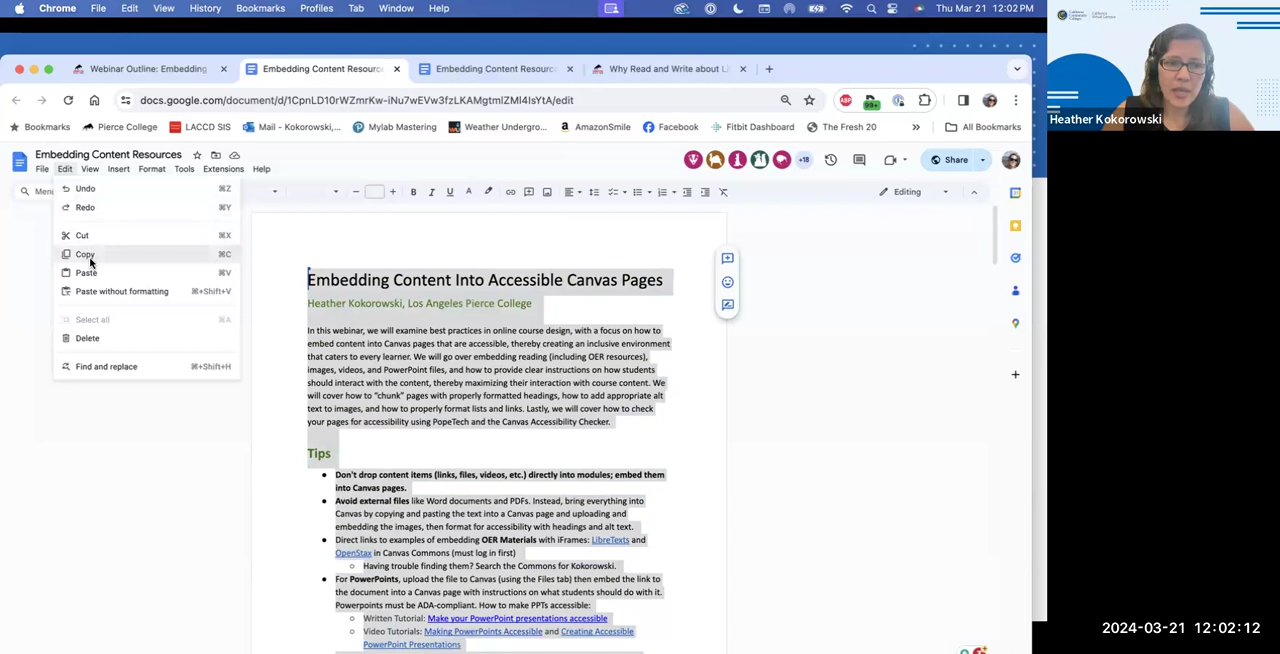 Chrome File Edit View History Bookmarks Profiles Tab Window Help Thu Mar 21 12:02 PM
Webinar Outline: Embedding Embedding Content Resourc Embedding Content Resourc Why Read and Write about Li
docs.google.com/document/d/1CpnLD10rWZmrKw-iNu7wEVw3fzLKAMgtmlZMl4IsYtA/edit 99+
Bookmarks Pierce College LACCD SIS Mail - Kokorowski,... Mylab Mastering Weather Undergro... AmazonSmile Facebook Fitbit Dashboard The Fresh 20 » All Bookmarks
Embedding Content Resources
File Edit View Insert Format Tools Extensions Help
+18 Share
Menu
Editing
Undo ⌘Z
Redo ⌘Y
Cut ⌘X
Copy ⌘C
Paste ⌘V
Paste without formatting ⌘+Shift+V
Select all ⌘A
Delete
Find and replace ⌘+Shift+H
Embedding Content Into Accessible Canvas Pages
Heather Kokorowski, Los Angeles Pierce College
In this webinar, we will examine best practices in online course design, with a focus on how to
embed content into Canvas pages that are accessible, thereby creating an inclusive environment
that caters to every learner. We will go over embedding reading (including OER resources),
images, videos, and PowerPoint files, and how to provide clear instructions on how students
should interact with the content, thereby maximizing their interaction with course content. We
will cover how to "chunk" pages with properly formatted headings, how to add appropriate alt
text to images, and how to properly format lists and links. Lastly, we will cover how to check
your pages for accessibility using PopeTech and the Canvas Accessibility Checker.
Tips
● Don't drop content items (links, files, videos, etc.) directly into modules; embed them
into Canvas pages.
● Avoid external files like Word documents and PDFs. Instead, bring everything into
Canvas by copying and pasting the text into a Canvas page and uploading and
embedding the images, then format for accessibility with headings and alt text.
● Direct links to examples of embedding OER Materials with iFrames: LibreTexts and
OpenStax in Canvas Commons (must log in first)
○ Having trouble finding them? Search the Commons for Kokorowski.
● For PowerPoints, upload the file to Canvas (using the Files tab) then embed the link to
the document into a Canvas page with instructions on what students should do with it.
Powerpoints must be ADA-compliant. How to make PPTs accessible:
○ Written Tutorial: Make your PowerPoint presentations accessible
○ Video Tutorials: Making PowerPoints Accessible and Creating Accessible
PowerPoint Presentations
Heather Kokorowski
2024-03-21 12:02:12